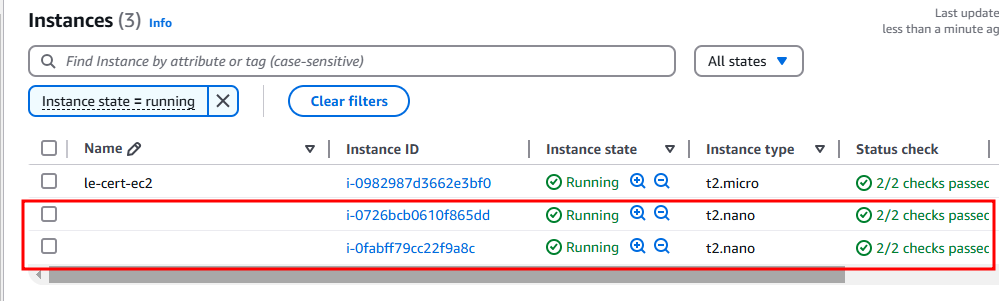 Instances (3) Info
Last update
less than a minute ag
Find Instance by attribute or tag (case-sensitive)
All states
Instance state = running
Clear filters
Name Instance ID Instance state Instance type Status check
le-cert-ec2 i-0982987d3662e3bf0 Running t2.micro 2/2 checks passed
i-0726bcb0610f865dd Running t2.nano 2/2 checks passed
i-0fabff79cc22f9a8c Running t2.nano 2/2 checks passed